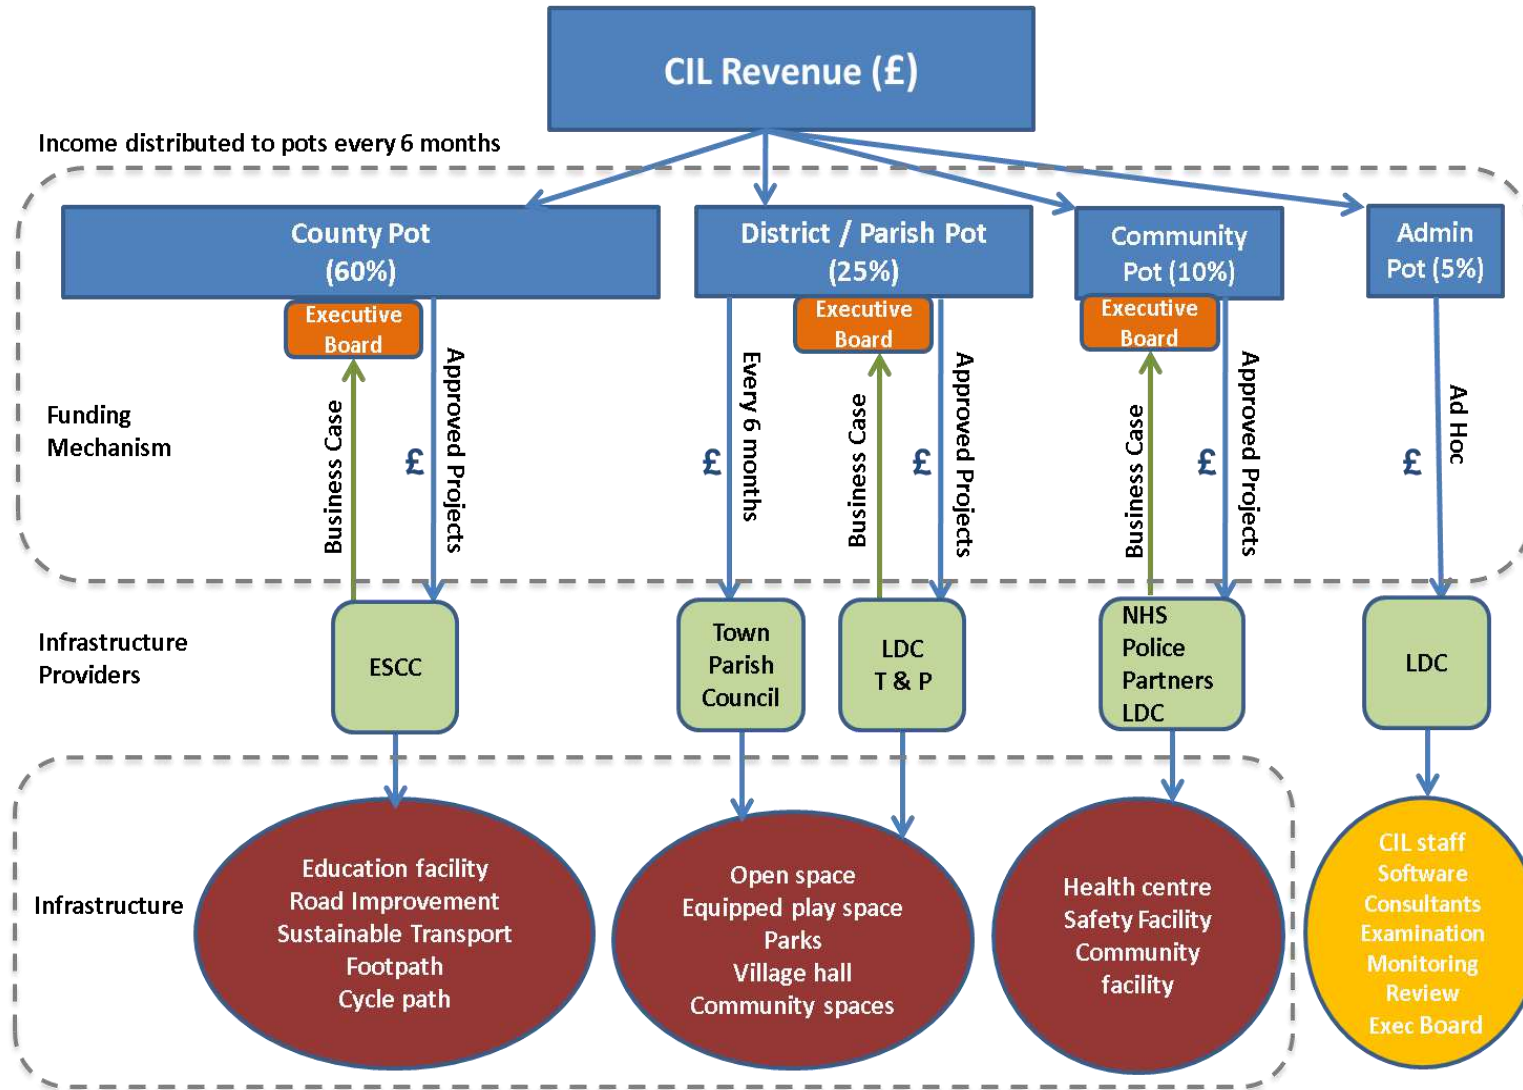 CIL Revenue (£)
Income distributed to pots every 6 months
County Pot
(60%)
District / Parish Pot
(25%)
Community
Pot (10%)
Admin
Pot (5%)
Executive
Board
Executive
Board
Executive
Board
Funding
Mechanism
Business Case
£
Approved Projects
£
Every 6 months
Business Case
£
Approved Projects
Business Case
£
Approved Projects
£
Ad Hoc
Infrastructure
Providers
ESCC
Town
Parish
Council
LDC
T & P
NHS
Police
Partners
LDC
LDC
Infrastructure
Education facility
Road Improvement
Sustainable Transport
Footpath
Cycle path
Open space
Equipped play space
Parks
Village hall
Community spaces
Health centre
Safety Facility
Community
facility
CIL staff
Software
Consultants
Examination
Monitoring
Review
Exec Board